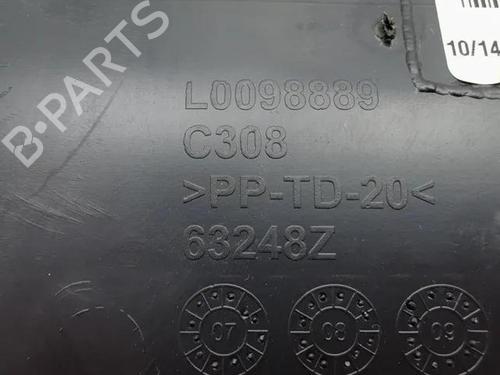 10/14
L0098889
C308
>PP-TD-20<
63248Z
07 08 09
B-PARTS